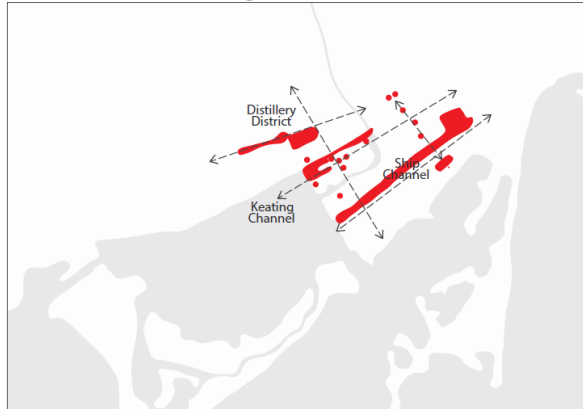 Distillery
District
Ship
Channel
Keating
Channel